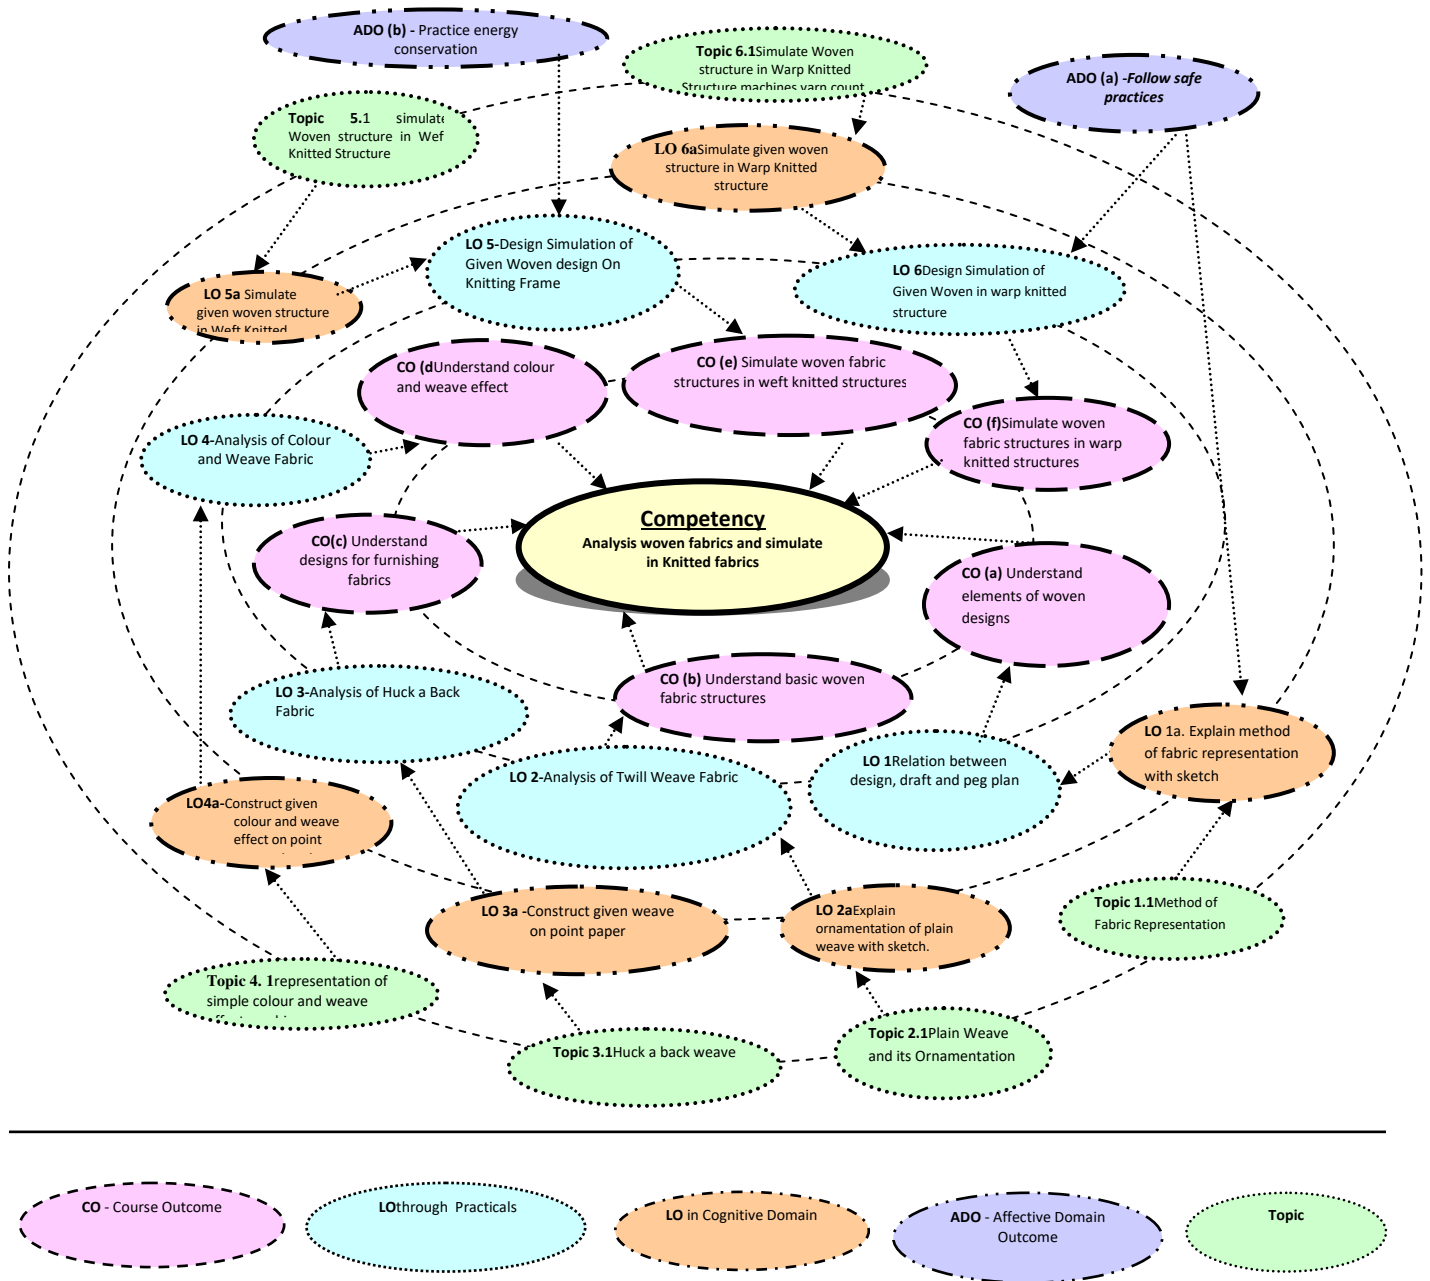 ADO (b) - Practice energy
conservation
Topic 6.1Simulate Woven
structure in Warp Knitted
Structure machines yarn count
ADO (a) -Follow safe
practices
Topic 5.1 simulate
Woven structure in Wef
Knitted Structure
LO 6aSimulate given woven
structure in Warp Knitted
structure
LO 5-Design Simulation of
Given Woven design On
Knitting Frame
LO 6Design Simulation of
Given Woven in warp knitted
structure
LO 5a Simulate
given woven structure
in Weft Knitted
CO (dUnderstand colour
and weave effect
CO (e) Simulate woven fabric
structures in weft knitted structures
CO (f)Simulate woven
fabric structures in warp
knitted structures
LO 4-Analysis of Colour
and Weave Fabric
Competency
Analysis woven fabrics and simulate
in Knitted fabrics
CO(c) Understand
designs for furnishing
fabrics
CO (a) Understand
elements of woven
designs
CO (b) Understand basic woven
fabric structures
LO 3-Analysis of Huck a Back
Fabric
LO 2-Analysis of Twill Weave Fabric
LO 1Relation between
design, draft and peg plan
LO 1a. Explain method
of fabric representation
with sketch
LO4a-Construct given
colour and weave
effect on point
LO 3a -Construct given weave
on point paper
LO 2aExplain
ornamentation of plain
weave with sketch.
Topic 1.1Method of
Fabric Representation
Topic 4. 1representation of
simple colour and weave
Topic 3.1Huck a back weave
Topic 2.1Plain Weave
and its Ornamentation
CO - Course Outcome
LOthrough Practicals
LO in Cognitive Domain
ADO - Affective Domain
Outcome
Topic